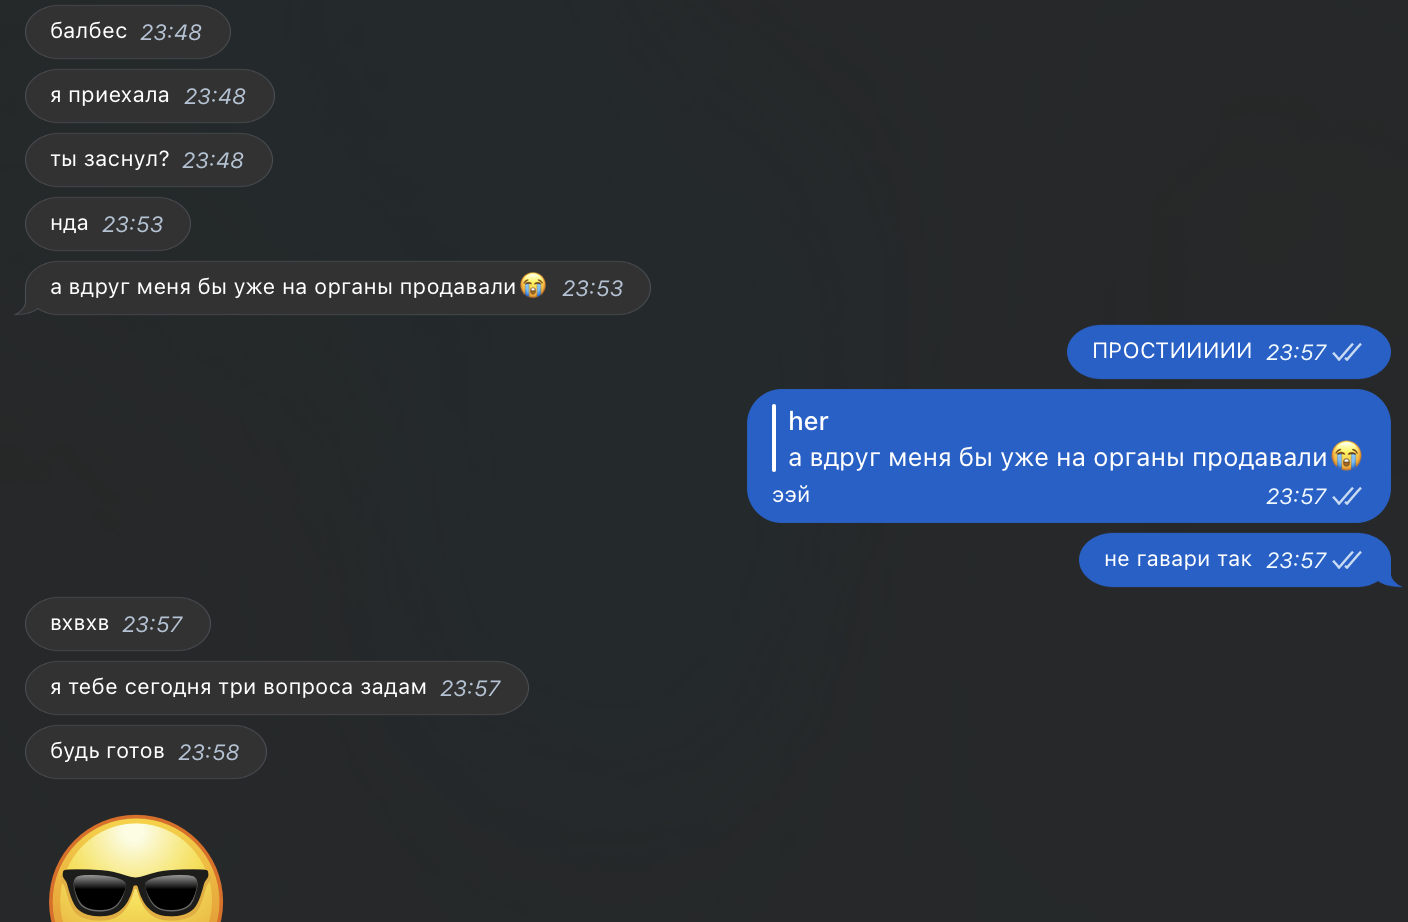 балбес 23:48
я приехала 23:48
ты заснул? 23:48
нда 23:53
а вдруг меня бы уже на органы продавали😭 23:53
ПРОСТИИИИИ 23:57
her
а вдруг меня бы уже на органы продавали😭
ээй 23:57
не гавари так 23:57
вхвхв 23:57
я тебе сегодня три вопроса задам 23:57
будь готов 23:58